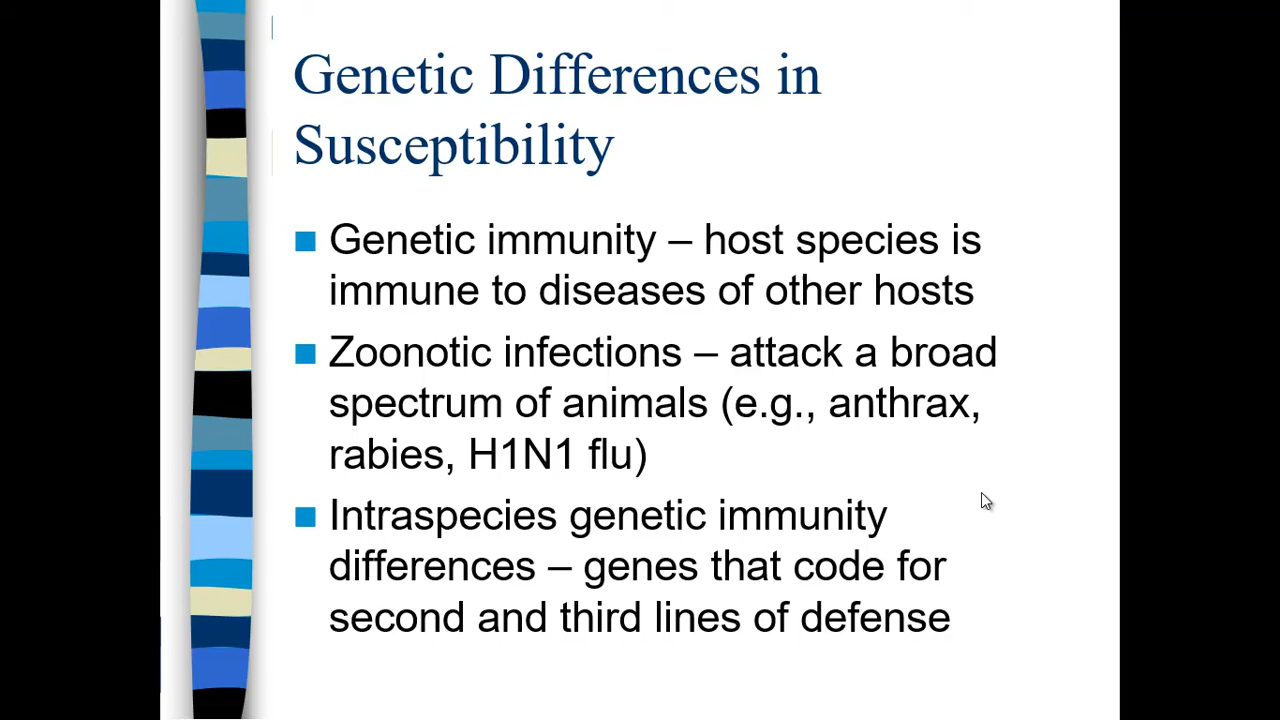 Genetic Differences in
Susceptibility
Genetic immunity – host species is
immune to diseases of other hosts
Zoonotic infections – attack a broad
spectrum of animals (e.g., anthrax,
rabies, H1N1 flu)
Intraspecies genetic immunity
differences – genes that code for
second and third lines of defense